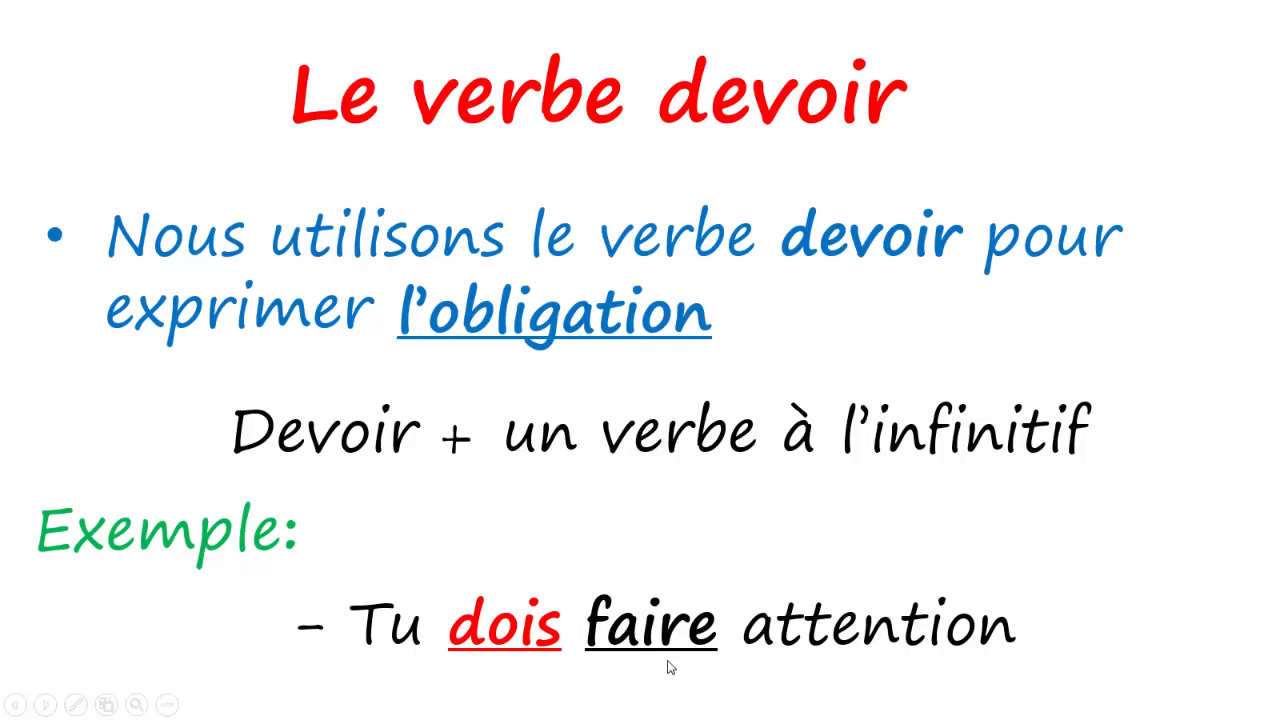 Le verbe devoir
• Nous utilisons le verbe devoir pour
exprimer l’obligation
Devoir + un verbe à l’infinitif
Exemple:
- Tu dois faire attention